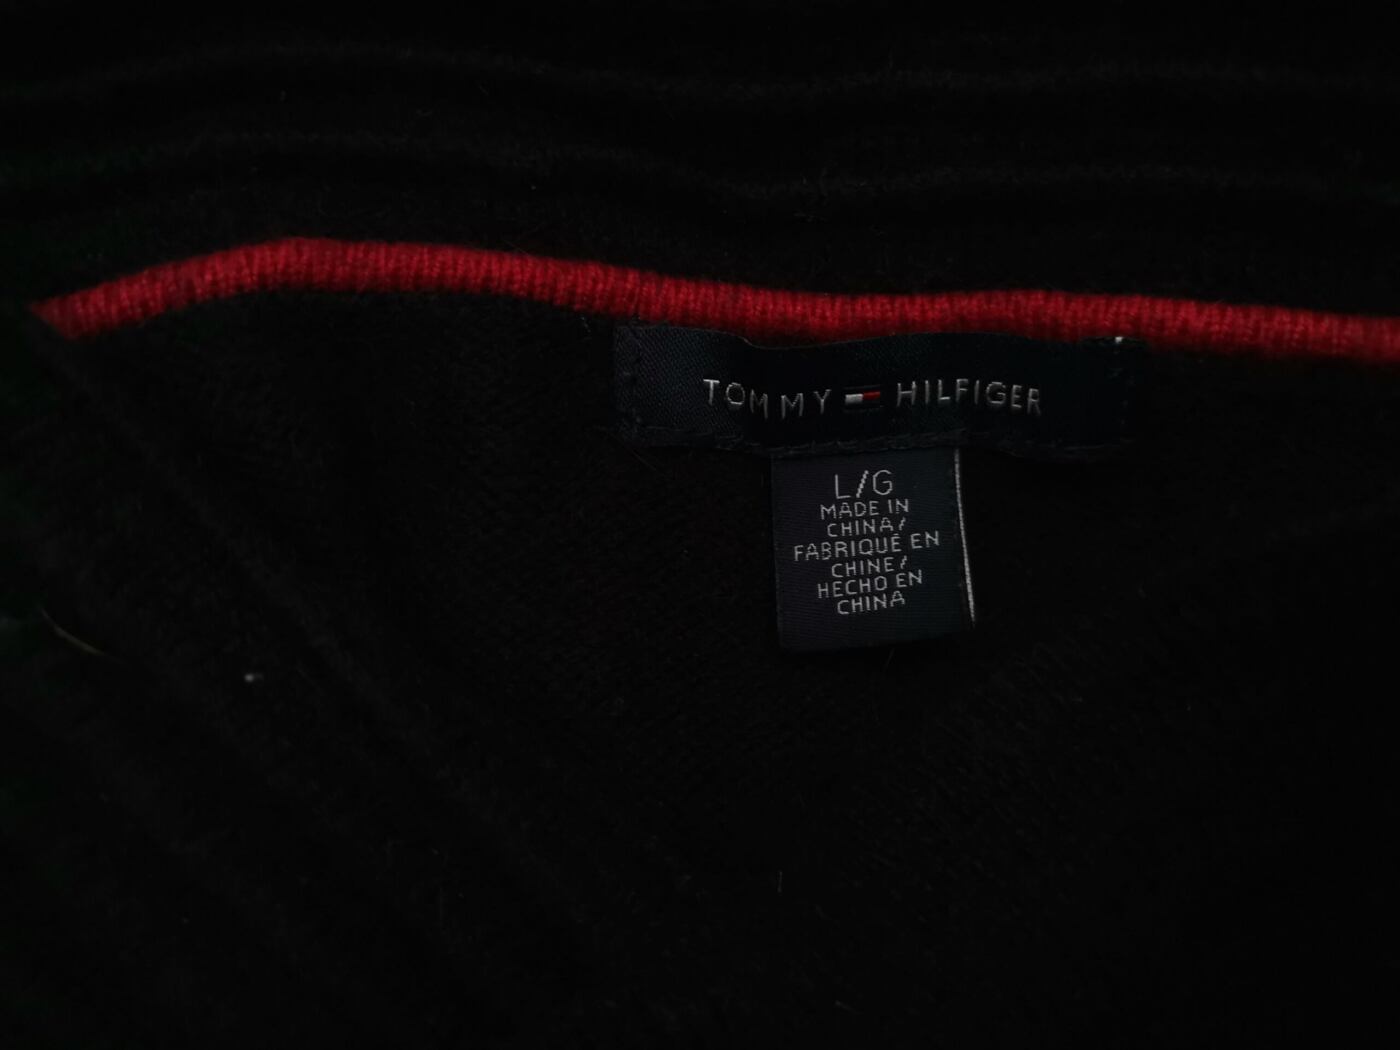 TOMMY HILFIGER
L/G
MADE IN
CHINA/
FABRIQUÉ EN
CHINE/
HECHO EN
CHINA